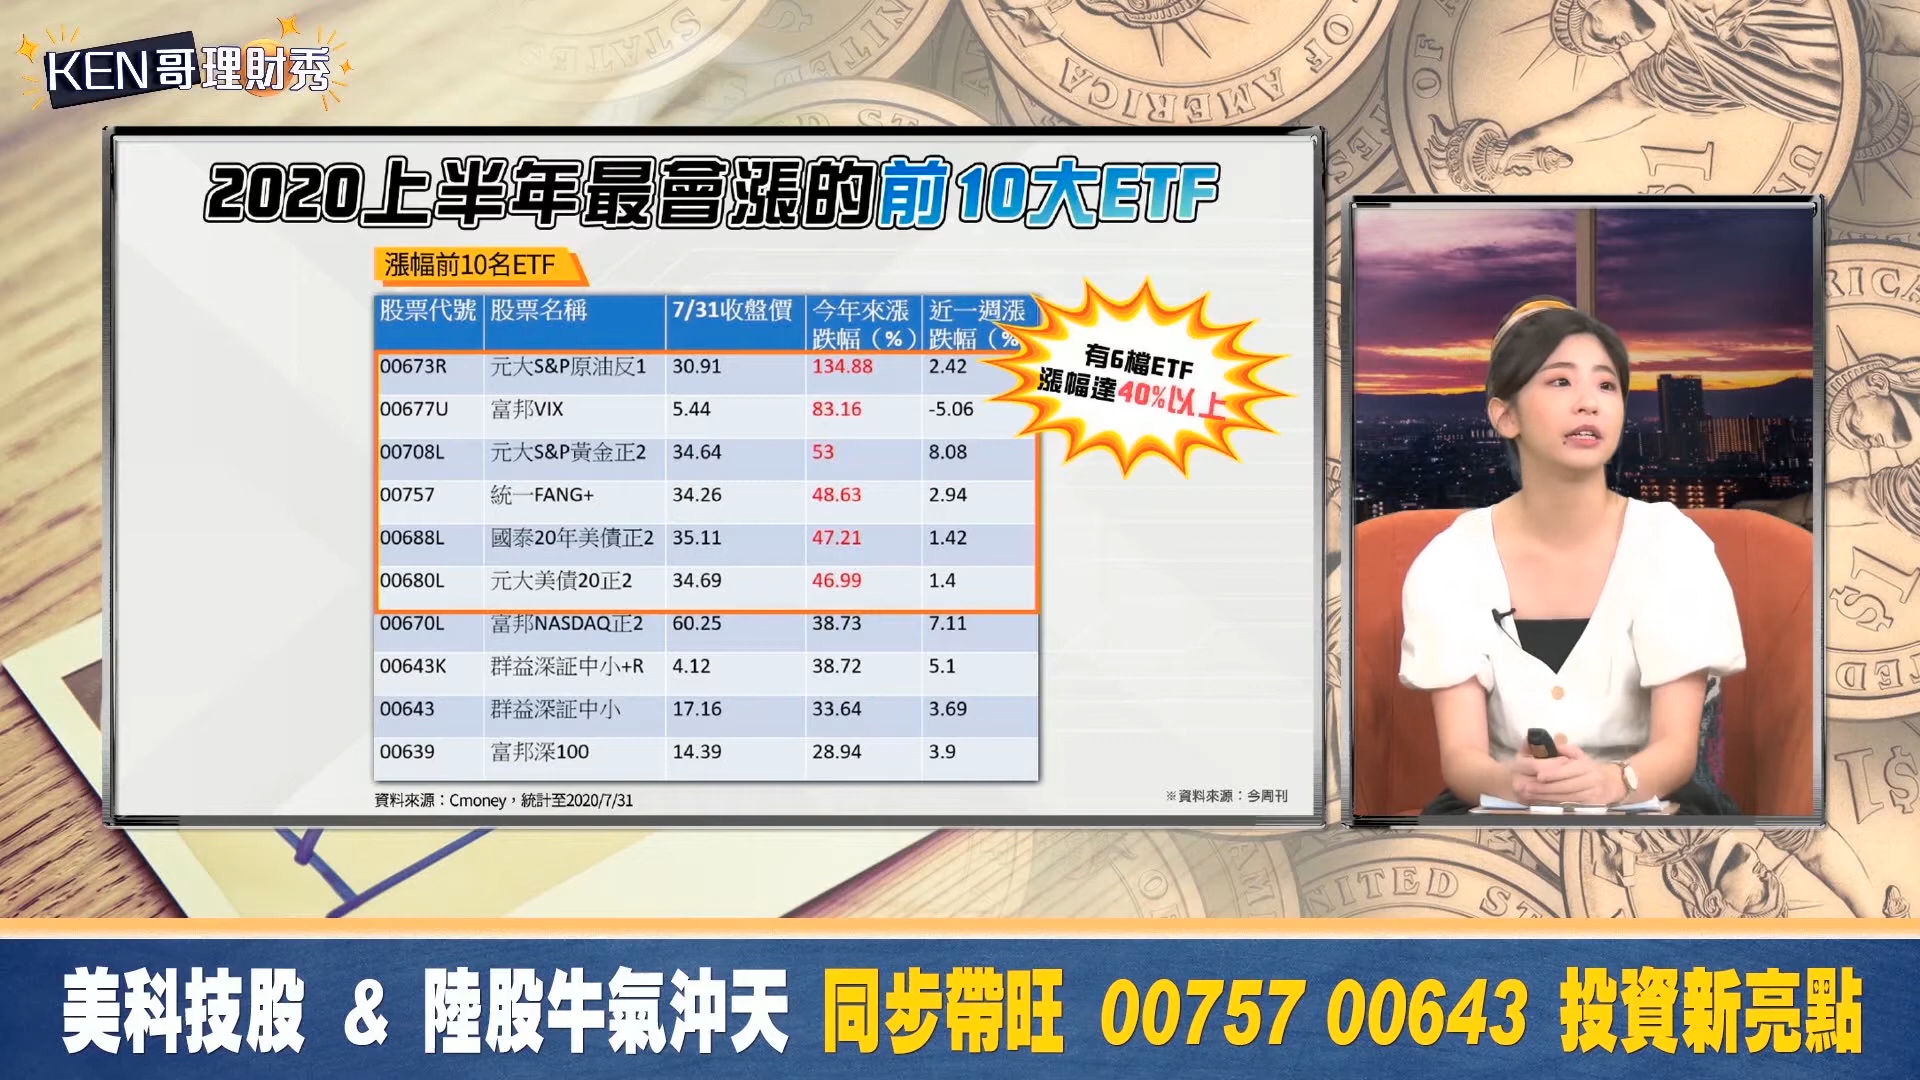 KEN哥理財秀
2020上半年最會漲的前10大ETF
漲幅前10名ETF
股票代號 股票名稱 7/31收盤價 今年來漲跌幅（%） 近一週漲跌幅（%
00673R 元大S&P原油反1 30.91 134.88 2.42
00677U 富邦VIX 5.44 83.16 -5.06
00708L 元大S&P黃金正2 34.64 53 8.08
00757 統一FANG+ 34.26 48.63 2.94
00688L 國泰20年美債正2 35.11 47.21 1.42
00680L 元大美債20正2 34.69 46.99 1.4
00670L 富邦NASDAQ正2 60.25 38.73 7.11
00643K 群益深証中小+R 4.12 38.72 5.1
00643 群益深証中小 17.16 33.64 3.69
00639 富邦深100 14.39 28.94 3.9
有6檔ETF
漲幅達40%以上
資料來源：Cmoney，統計至2020/7/31
※資料來源：今周刊
美科技股 & 陸股牛氣沖天 同步帶旺 00757 00643 投資新亮點